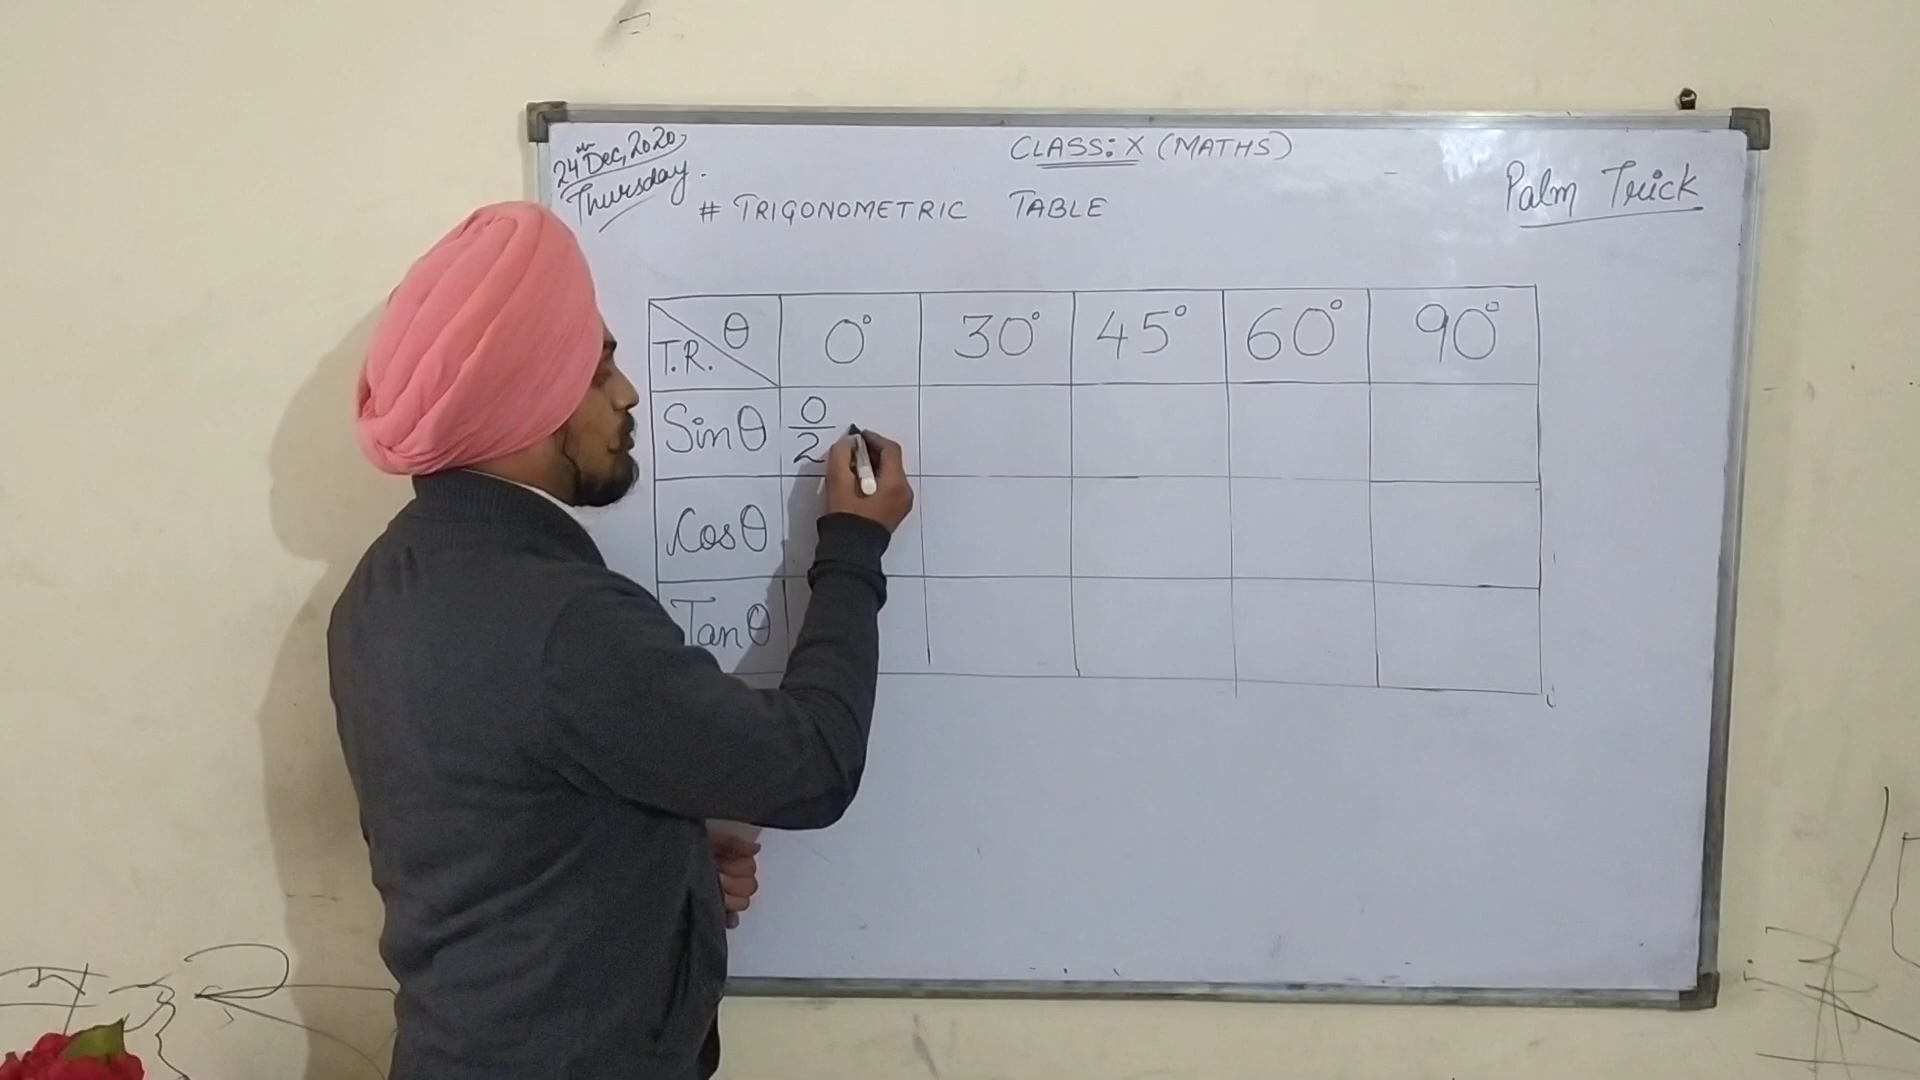 24th Dec, 2020,
Thursday.
CLASS: X (MATHS)
Palm Trick
# TRIGONOMETRIC TABLE
θ
T.R.
0° 30° 45° 60° 90°
Sinθ 0/2
Cosθ
Tanθ